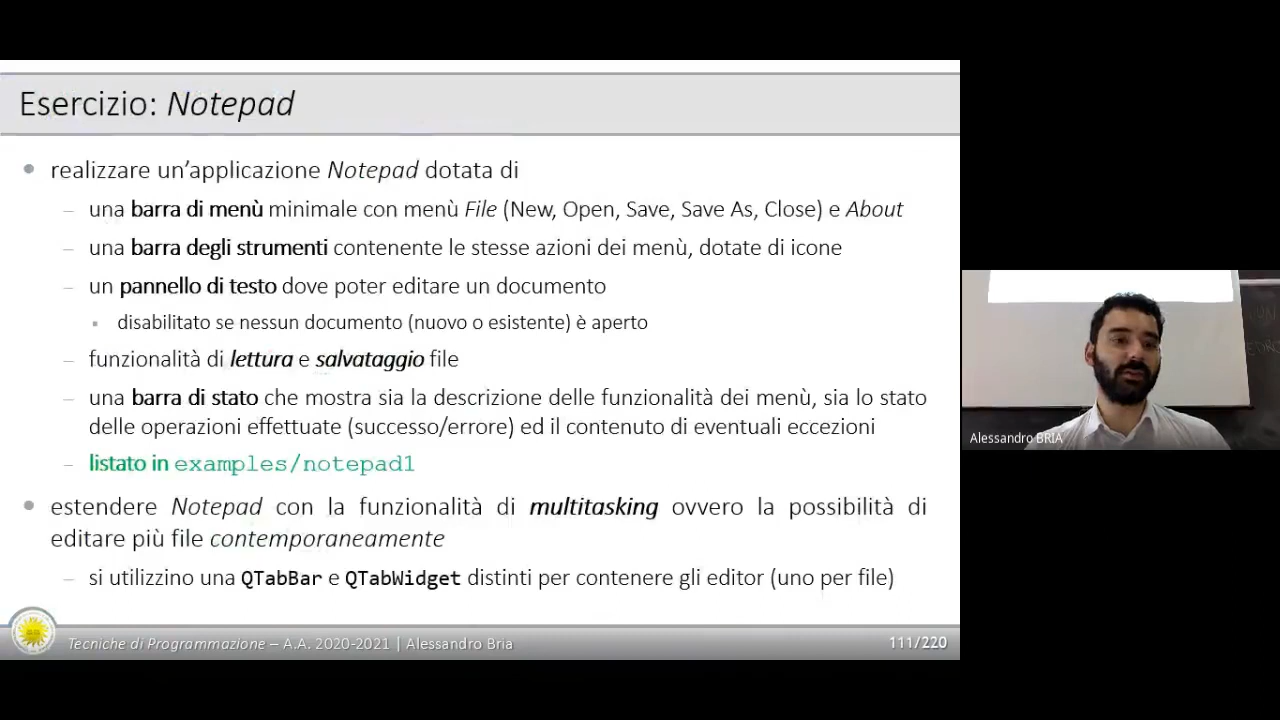 Esercizio: Notepad
realizzare un’applicazione Notepad dotata di
– una barra di menù minimale con menù File (New, Open, Save, Save As, Close) e About
– una barra degli strumenti contenente le stesse azioni dei menù, dotate di icone
– un pannello di testo dove poter editare un documento
disabilitato se nessun documento (nuovo o esistente) è aperto
– funzionalità di lettura e salvataggio file
– una barra di stato che mostra sia la descrizione delle funzionalità dei menù, sia lo stato
delle operazioni effettuate (successo/errore) ed il contenuto di eventuali eccezioni
– listato in examples/notepad1
estendere Notepad con la funzionalità di multitasking ovvero la possibilità di
editare più file contemporaneamente
– si utilizzino una QTabBar e QTabWidget distinti per contenere gli editor (uno per file)
Tecniche di Programmazione – A.A. 2020-2021 | Alessandro Bria
111/220
Alessandro BRIA